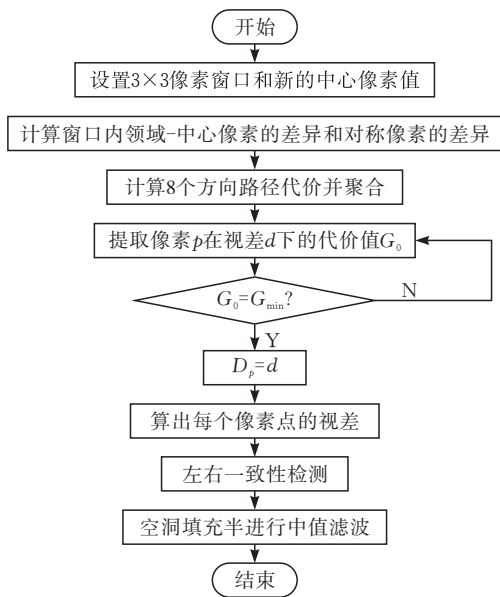 开始
设置3×3像素窗口和新的中心像素值
计算窗口内领域-中心像素的差异和对称像素的差异
计算8个方向路径代价并聚合
提取像素p在视差d下的代价值G₀
G₀=Gmin?
N
Y
Dₚ=d
算出每个像素点的视差
左右一致性检测
空洞填充半进行中值滤波
结束